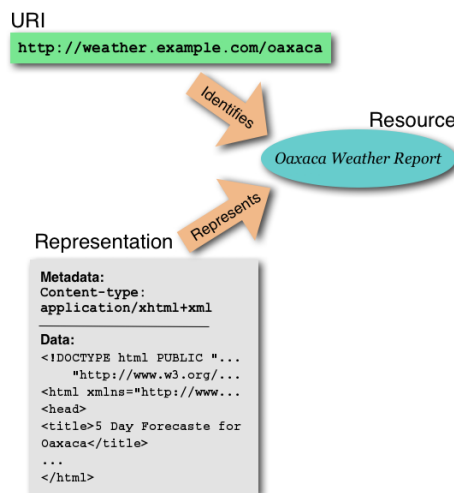 URI
http://weather.example.com/oaxaca
Identifies
Resource
Oaxaca Weather Report
Represents
Representation
Metadata:
Content-type:
application/xhtml+xml
Data:
<!DOCTYPE html PUBLIC "...
"http://www.w3.org/...
<html xmlns="http://www...
<head>
<title>5 Day Forecaste for
Oaxaca</title>
...
</html>